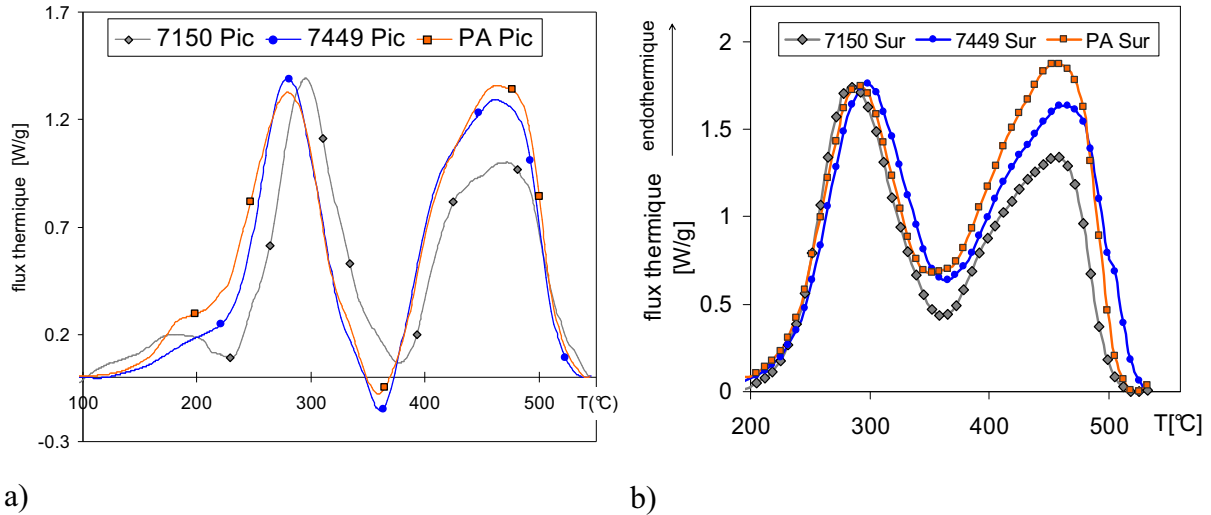 1.7
7150 Pic 7449 Pic PA Pic
1.2
0.7
0.2
-0.3
100 200 300 400 500 T(°C)
flux thermique [W/g]
a)
2
1.5
1
0.5
0
7150 Sur 7449 Sur PA Sur
200 300 400 500 T[°C]
flux thermique
[W/g]
endothermique
b)